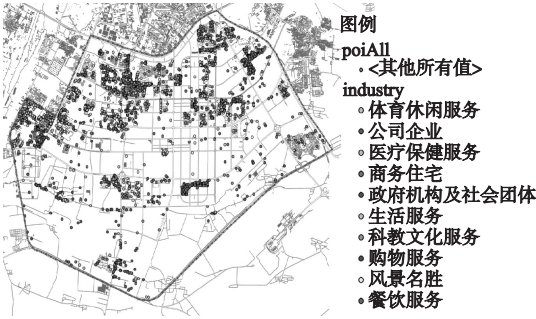 图例
poiAll
<其他所有值>
industry
体育休闲服务
公司企业
医疗保健服务
商务住宅
政府机构及社会团体
生活服务
科教文化服务
购物服务
风景名胜
餐饮服务